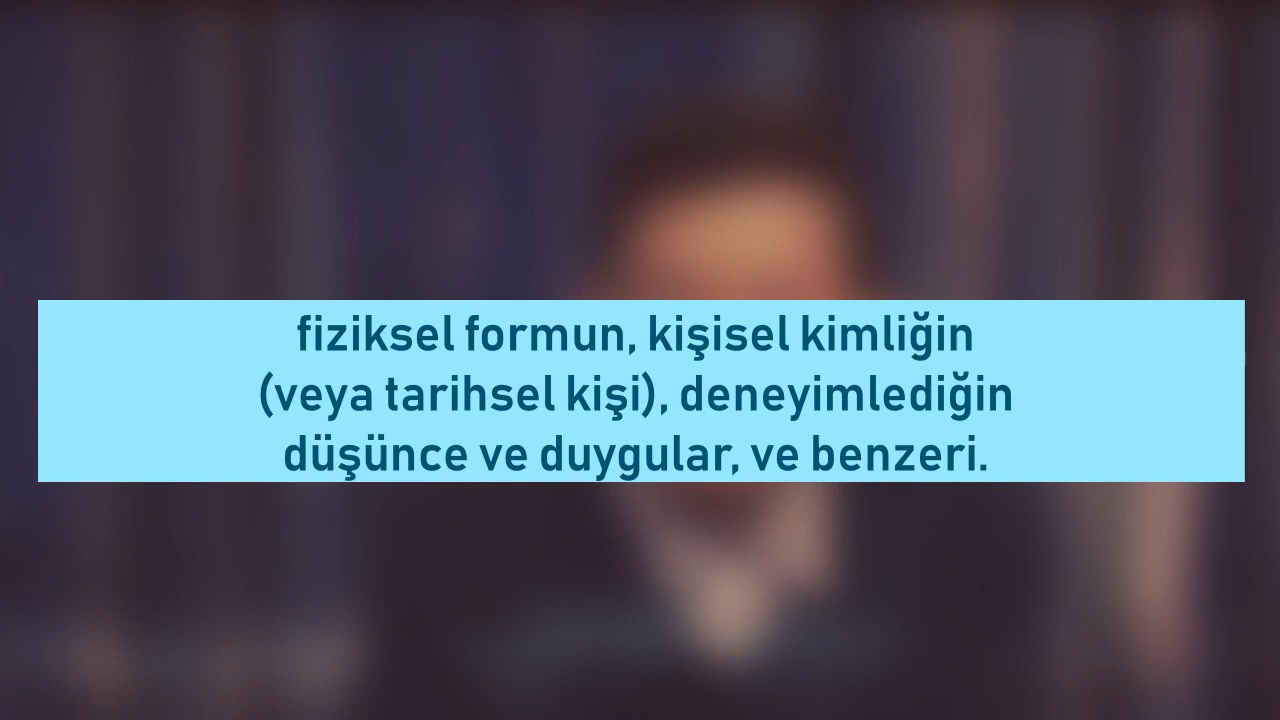 fiziksel formun, kişisel kimliğin
(veya tarihsel kişi), deneyimlediğin
düşünce ve duygular, ve benzeri.